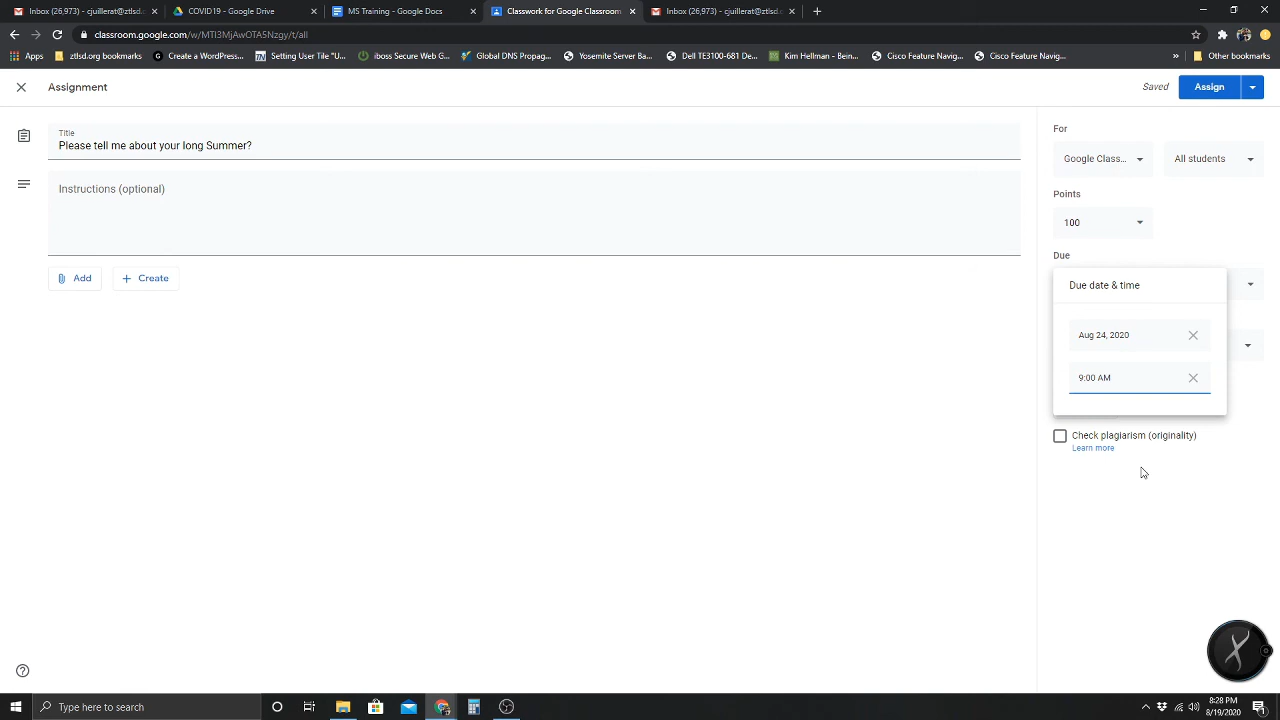 Inbox (26,973) - cjuillerat@ztlsd.o
COVID19 - Google Drive
MS Training - Google Docs
Classwork for Google Classroom
Inbox (26,973) - cjuillerat@ztlsd.o
classroom.google.com/w/MTI3MjAwOTA5Nzgy/t/all
Apps
ztlsd.org bookmarks
Create a WordPress...
Setting User Tile "U...
iboss Secure Web G...
Global DNS Propag...
Yosemite Server Ba...
Dell TE3100-681 De...
Kim Hellman - Bein...
Cisco Feature Navig...
Cisco Feature Navig...
Other bookmarks
Assignment
Saved
Assign
Title
Please tell me about your long Summer?
Instructions (optional)
Add
Create
For
Google Class...
All students
Points
100
Due
Due date & time
Aug 24, 2020
9:00 AM
Check plagiarism (originality)
Learn more
Type here to search
8:28 PM
8/19/2020